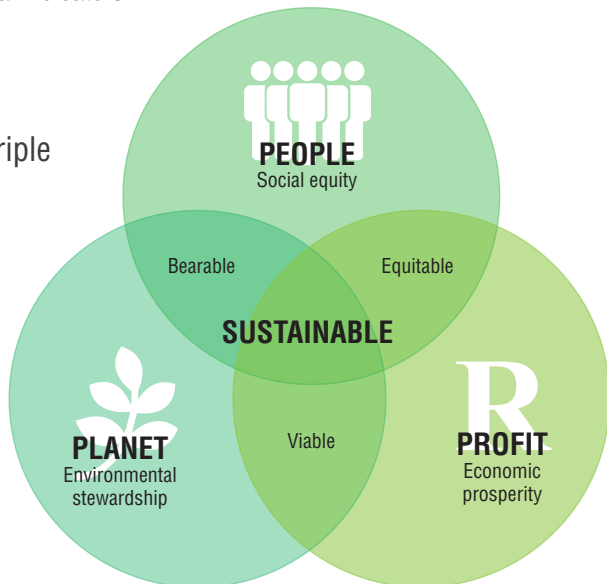 riple
PEOPLE
Social equity
Bearable
Equitable
SUSTAINABLE
R
PLANET
Environmental
stewardship
Viable
PROFIT
Economic
prosperity